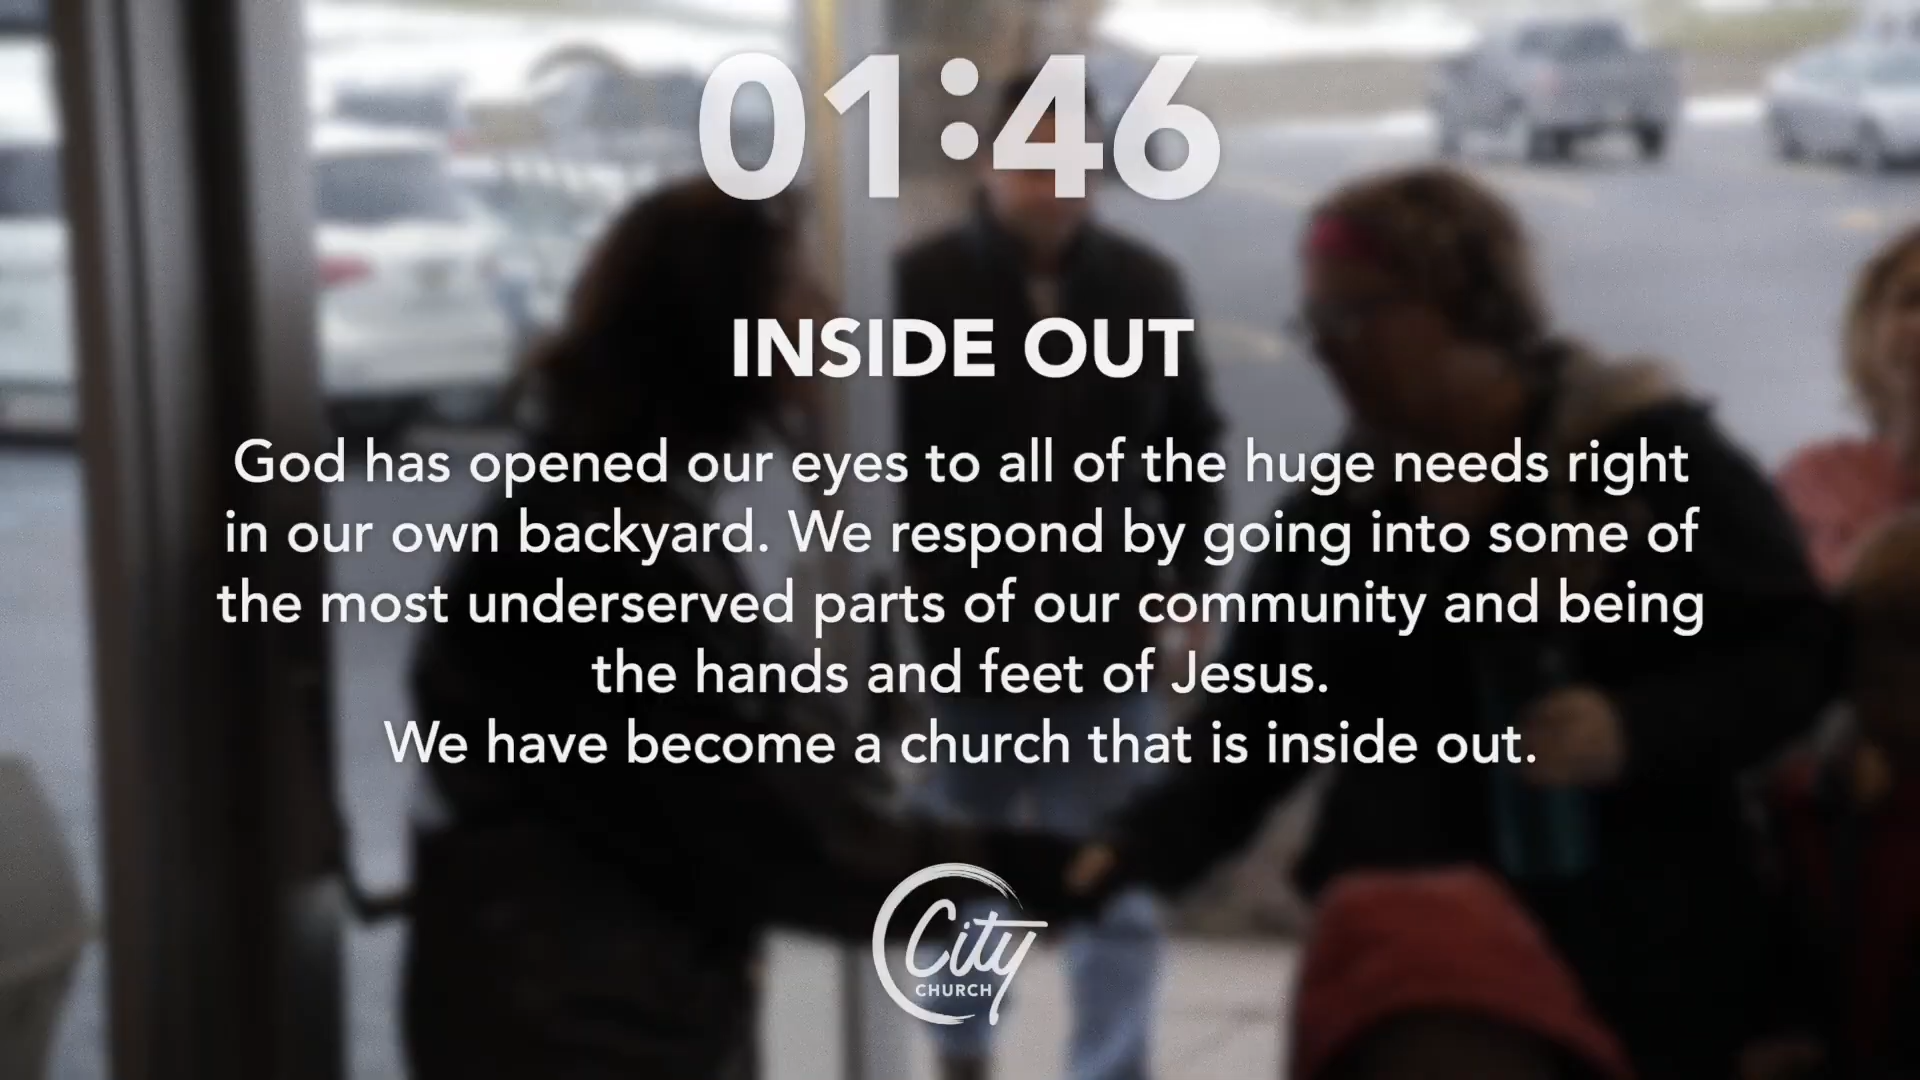 01:46
INSIDE OUT
God has opened our eyes to all of the huge needs right
in our own backyard. We respond by going into some of
the most underserved parts of our community and being
the hands and feet of Jesus.
We have become a church that is inside out.
City
CHURCH